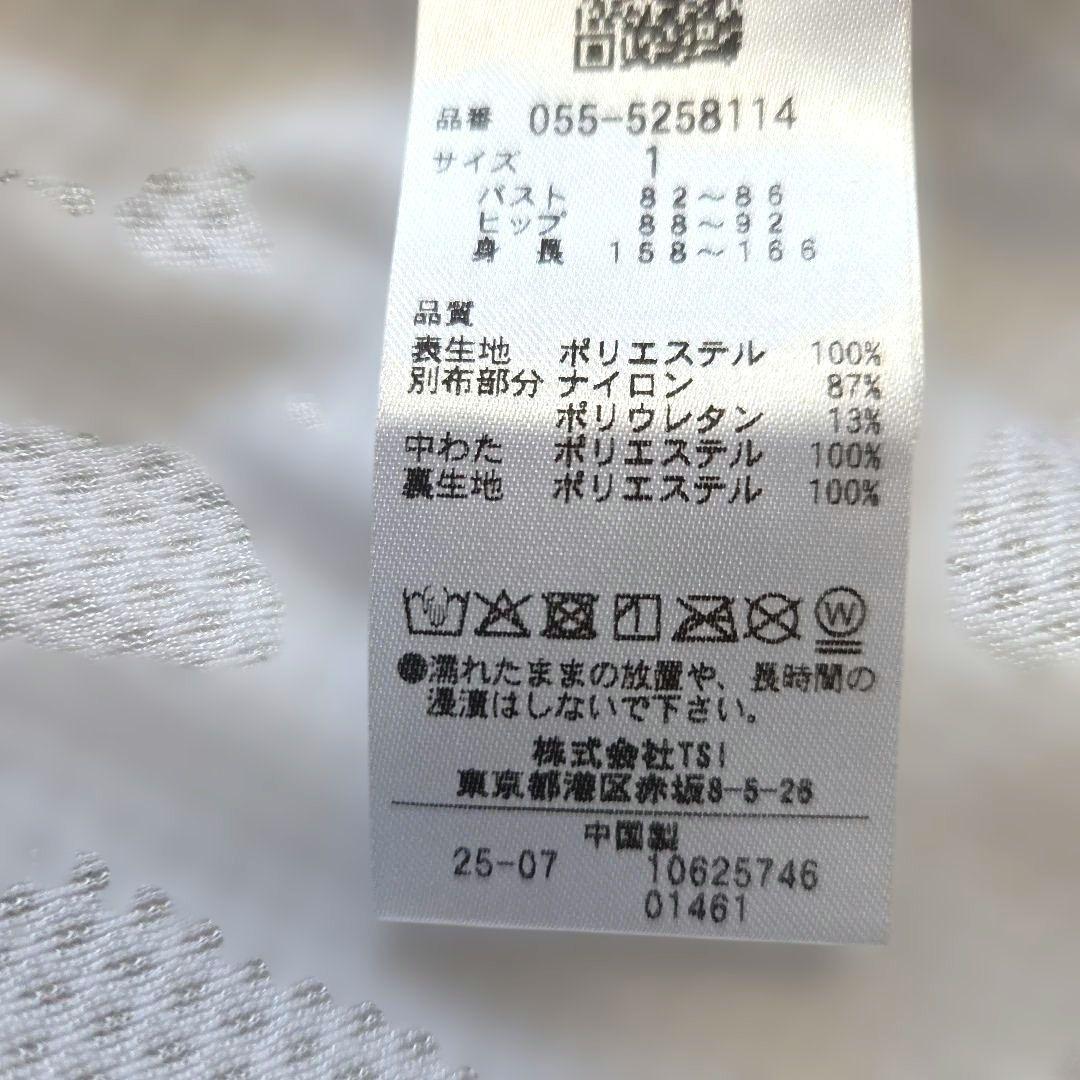 品番 055-5258114
サイズ 1
バスト 82～86
ヒップ 88～92
身長 158～166
品質
表生地 ポリエステル 100%
別布部分 ナイロン 87%
ポリウレタン 13%
中わた ポリエステル 100%
裏生地 ポリエステル 100%
W
●濡れたままの放置や、長時間の
浸漬はしないで下さい。
株式会社TSI
東京都港区赤坂8-5-26
中国製
25-07 10625746
01461